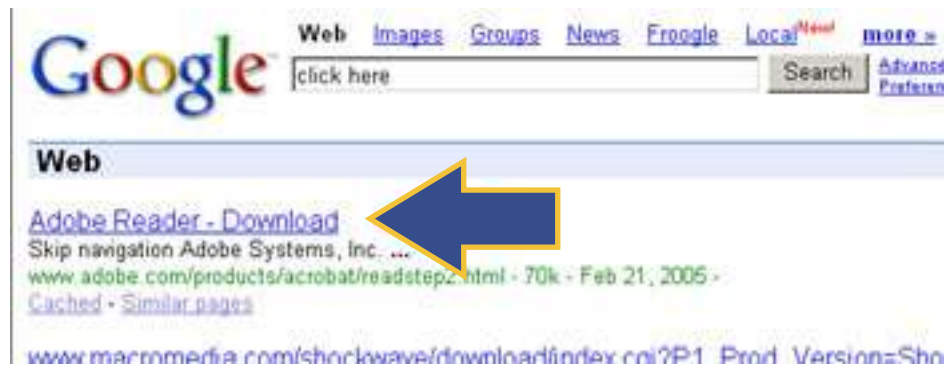 Google
Web Images Groups News Froogle Local New! more »
click here Search
Web
Adobe Reader - Download
Skip navigation Adobe Systems, Inc. ...
www.adobe.com/products/acrobat/readstep2.html - 70k - Feb 21, 2005 -
Cached - Similar pages
www.macromedia.com/shockwave/download/index.cgi?P1_Prod_Version=Sho